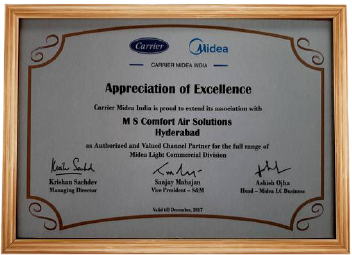 Carrier Midea
CARRIER MIDEA INDIA
Appreciation of Excellence
Carrier Midea India is proud to extend its association with
M S Comfort Air Solutions
Hyderabad
as Authorized and Valued Channel Partner for the full range of
Midea Light Commercial Division
Krishan Sachdev Sanjay Mahajan Ashish Ojha
Managing Director Vice President – S&M Head – Midea LC Business
Valid till December, 2017